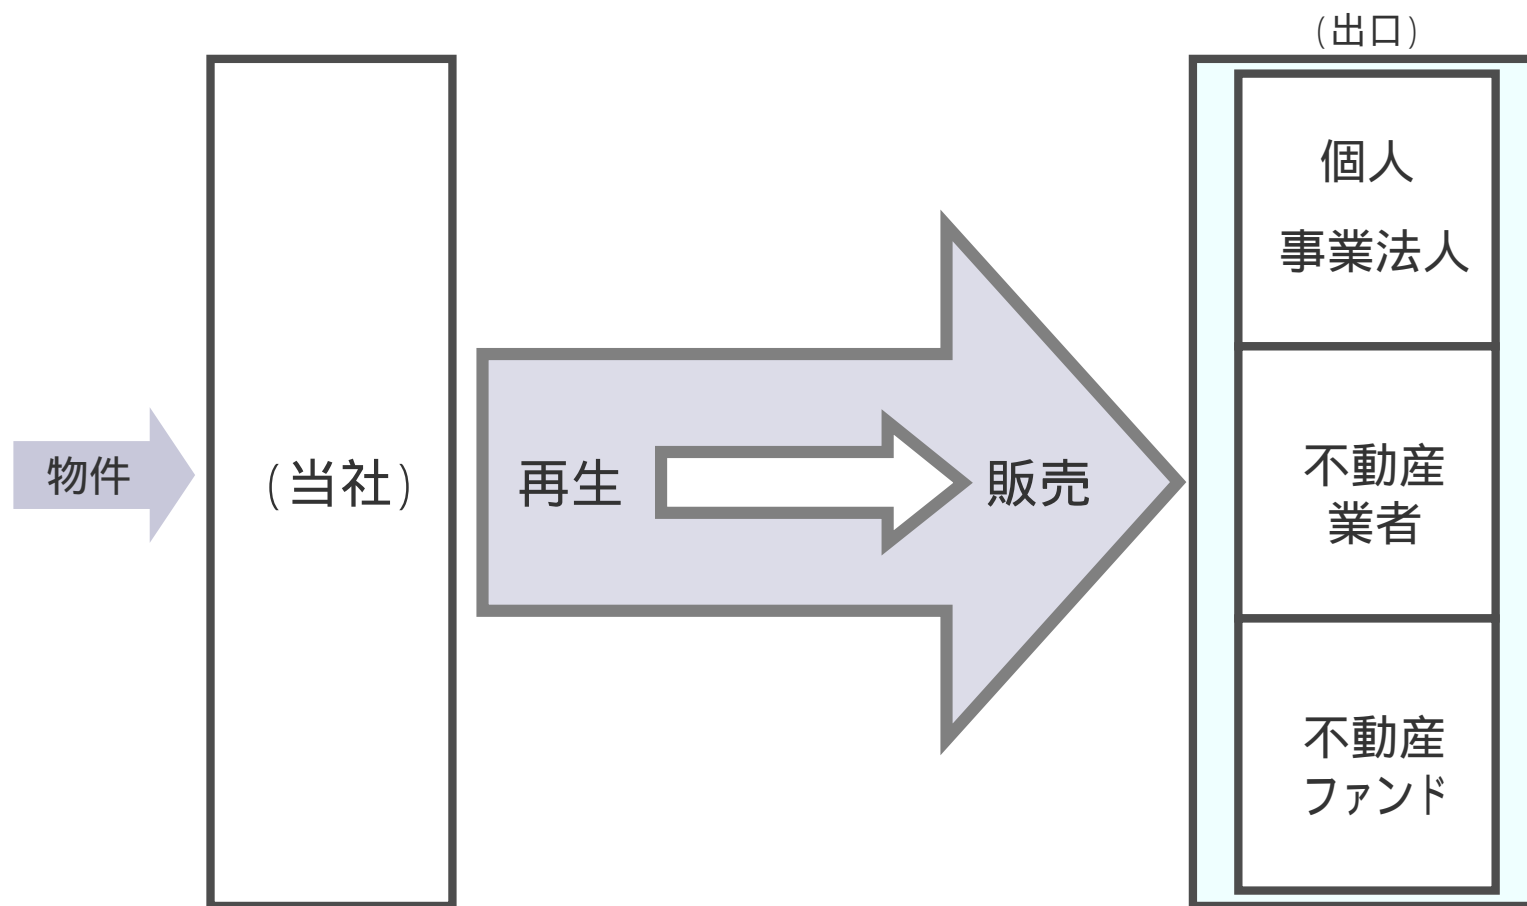 (出口)
物件
(当社)
再生
販売
個人
事業法人
不動産
業者
不動産
ファンド